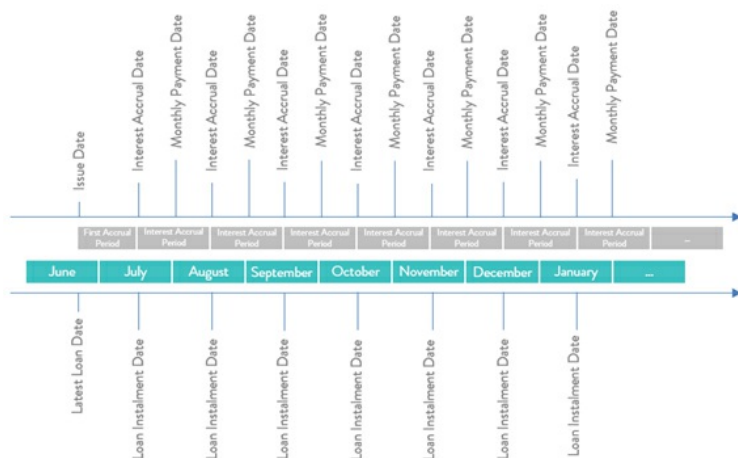 Issue Date
Interest Accrual Date
Monthly Payment Date
Interest Accrual Date
Monthly Payment Date
Interest Accrual Date
Monthly Payment Date
Interest Accrual Date
Monthly Payment Date
Interest Accrual Date
Monthly Payment Date
Interest Accrual Date
Monthly Payment Date
Interest Accrual Date
Monthly Payment Date
First Accrual
Period
Interest Accrual
Period
Interest Accrual
Period
Interest Accrual
Period
Interest Accrual
Period
Interest Accrual
Period
Interest Accrual
Period
Interest Accrual
Period
...
June
July
August
September
October
November
December
January
...
Latest Loan Date
Loan Instalment Date
Loan Instalment Date
Loan Instalment Date
Loan Instalment Date
Loan Instalment Date
Loan Instalment Date
Loan Instalment Date